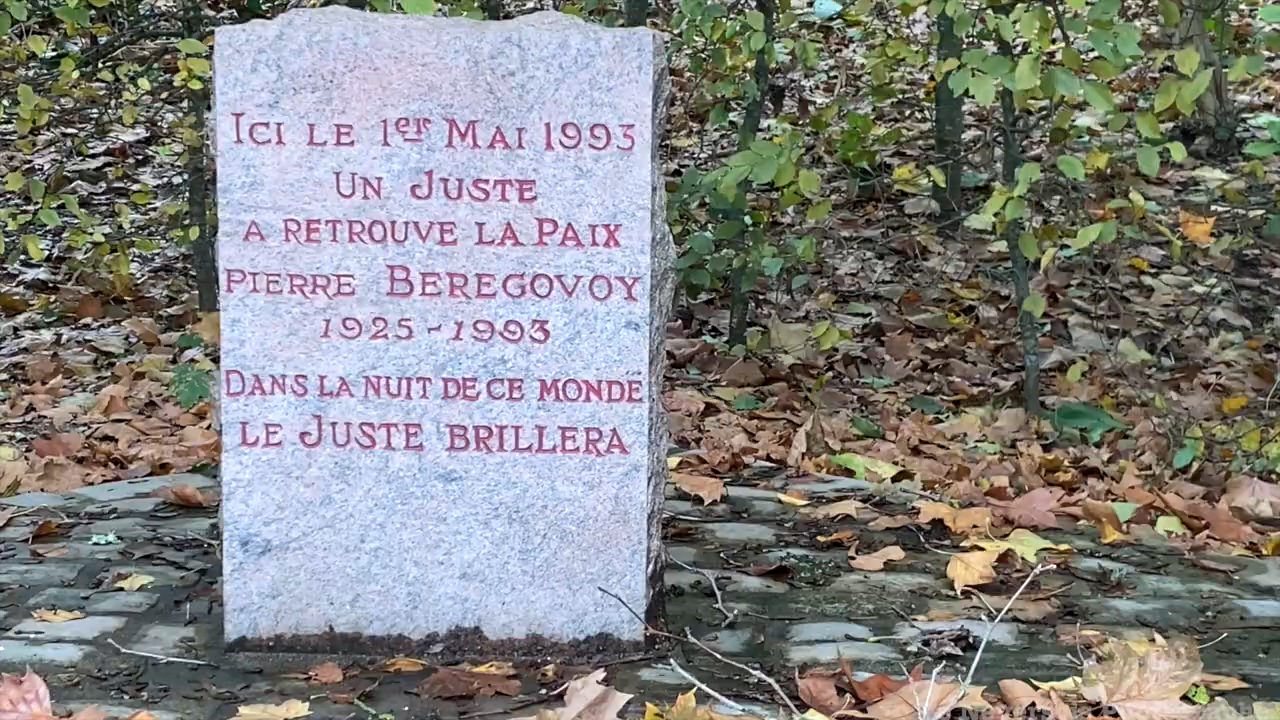 ICI LE 1er MAI 1993
UN JUSTE
A RETROUVE LA PAIX
PIERRE BEREGOVOY
1925-1993
DANS LA NUIT DE CE MONDE
LE JUSTE BRILLERA